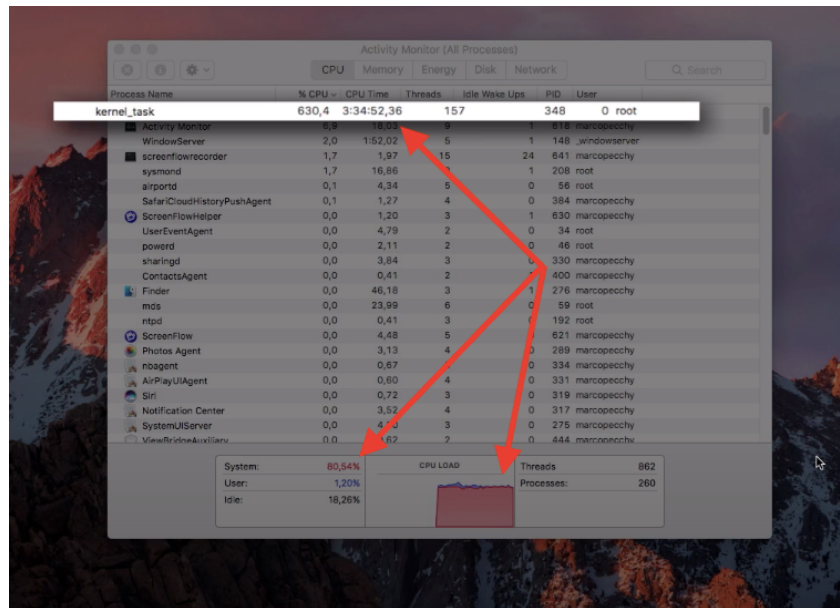 Activity Monitor (All Processes)
CPU Memory Energy Disk Network Search
Process Name % CPU CPU Time Threads Idle Wake Ups PID User
kernel_task 630,4 3:34:52,36 157 348 0 root
Activity Monitor 6,9 18,03 9 1 618 marcopecchy
WindowServer 2,0 1:52,02 5 1 148 _windowserver
screenflowrecorder 1,7 1,97 15 24 641 marcopecchy
sysmond 1,7 16,86 1 208 root
airportd 0,1 4,34 5 0 56 root
SafariCloudHistoryPushAgent 0,1 1,27 4 0 384 marcopecchy
ScreenFlowHelper 0,0 1,20 3 1 630 marcopecchy
UserEventAgent 0,0 4,79 2 0 34 root
powerd 0,0 2,11 2 0 46 root
sharingd 0,0 3,84 3 0 330 marcopecchy
ContactsAgent 0,0 0,41 2 400 marcopecchy
Finder 0,0 46,18 3 1 276 marcopecchy
mds 0,0 23,99 6 0 59 root
ntpd 0,0 0,41 3 192 root
ScreenFlow 0,0 4,48 5 621 marcopecchy
Photos Agent 0,0 3,13 4 0 289 marcopecchy
nbagent 0,0 0,67 0 334 marcopecchy
AirPlayUIAgent 0,0 0,60 4 0 331 marcopecchy
Siri 0,0 0,72 3 0 319 marcopecchy
Notification Center 0,0 3,52 4 0 317 marcopecchy
SystemUIServer 0,0 3 0 275 marcopecchy
ViewBridgeAuxiliary 0,0 2 0 444 marcopecchy
System: 80,54% CPU LOAD Threads 862
User: 1,20% Processes: 260
Idle: 18,26%